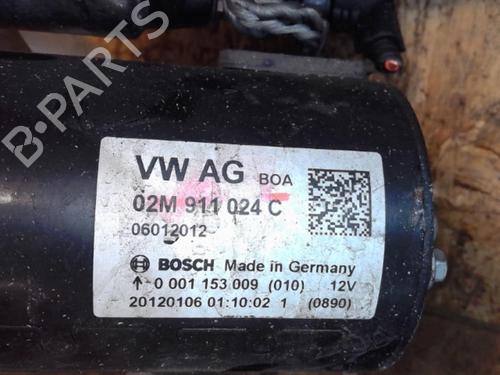 B-PARTS
VW AG BOA
02M 911 024 C
06012012
BOSCH Made in Germany
↑ 0 001 153 009 (010) 12V
20120106 01:10:02 1 (0890)